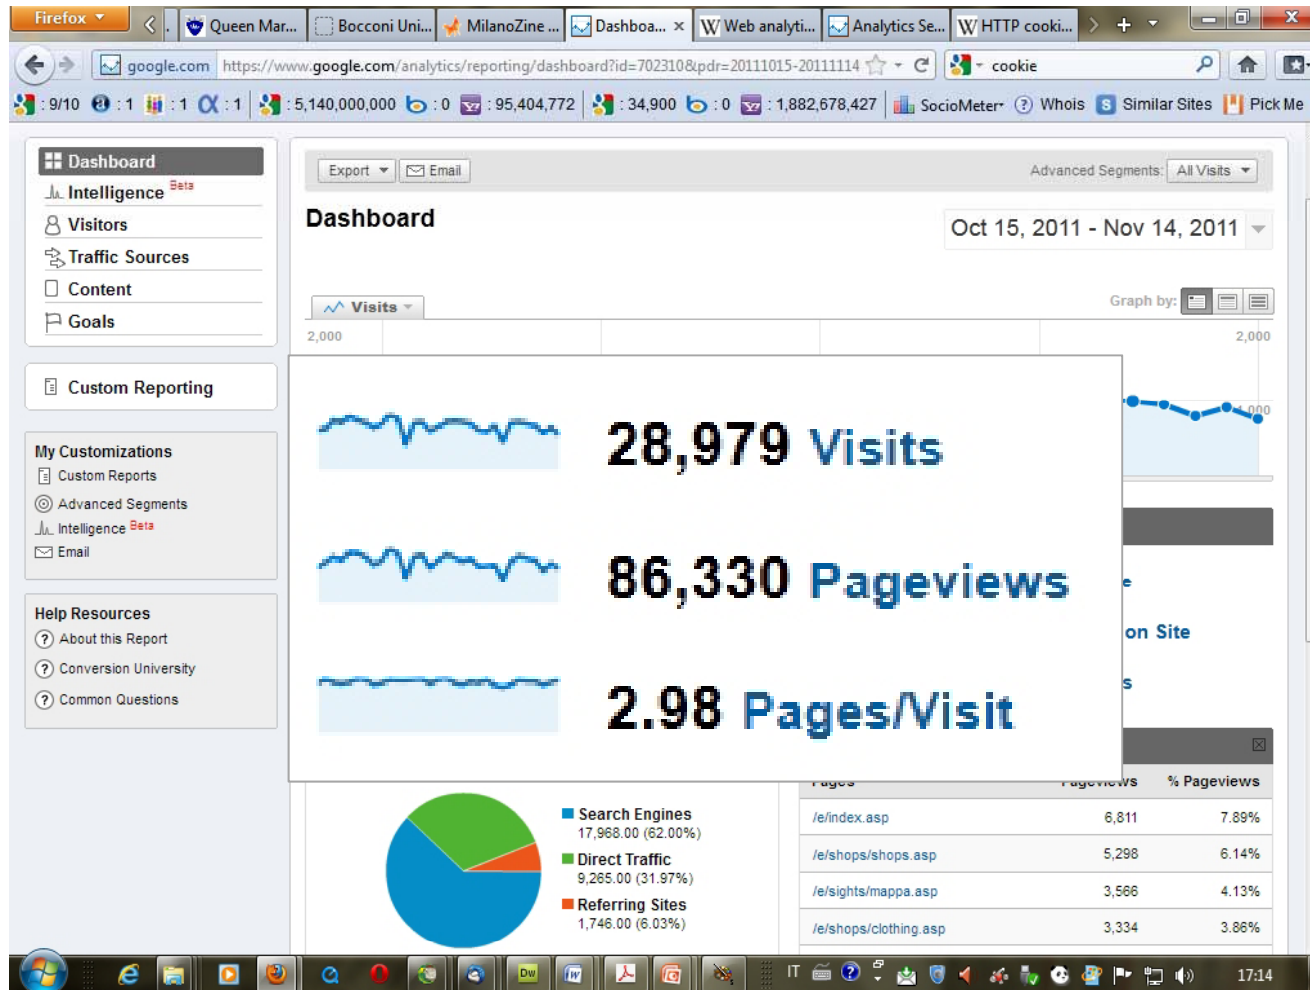 Firefox
Queen Mar... Bocconi Uni... MilanoZine ... Dashboa... × Web analyti... Analytics Se... HTTP cooki...
google.com https://www.google.com/analytics/reporting/dashboard?id=702310&pdr=20111015-20111114 cookie
: 9/10 : 1 : 1 : 1 : 5,140,000,000 : 0 : 95,404,772 : 34,900 : 0 : 1,882,678,427 SocioMeter Whois Similar Sites Pick Me
Dashboard
Intelligence Beta
Visitors
Traffic Sources
Content
Goals
Custom Reporting
My Customizations
Custom Reports
Advanced Segments
Intelligence Beta
Email
Help Resources
About this Report
Conversion University
Common Questions
Export Email Advanced Segments: All Visits
Dashboard
Oct 15, 2011 - Nov 14, 2011
Visits Graph by:
2,000 2,000
28,979 Visits
86,330 Pageviews
on Site
2.98 Pages/Visit
Pages Pageviews % Pageviews
/e/index.asp 6,811 7.89%
/e/shops/shops.asp 5,298 6.14%
/e/sights/mappa.asp 3,566 4.13%
/e/shops/clothing.asp 3,334 3.86%
Search Engines
17,968.00 (62.00%)
Direct Traffic
9,265.00 (31.97%)
Referring Sites
1,746.00 (6.03%)
IT 17:14